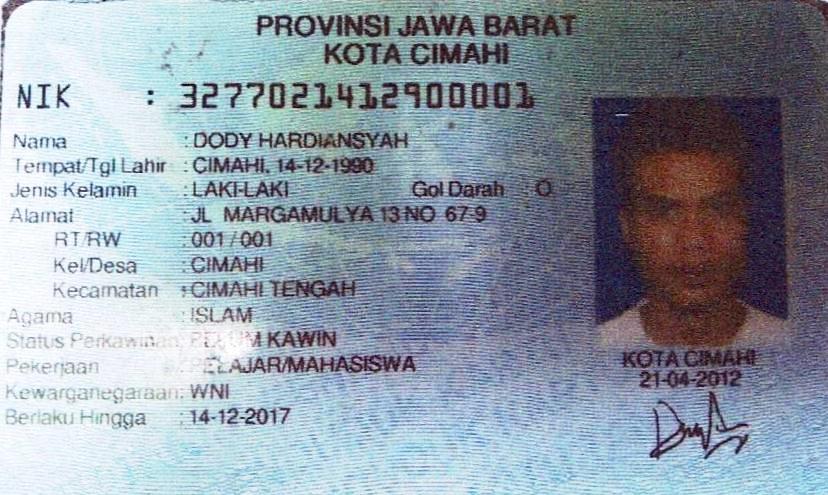 PROVINSI JAWA BARAT
KOTA CIMAHI
NIK : 3277021412900001
Nama : DODY HARDIANSYAH
Tempat/Tgl Lahir : CIMAHI, 14-12-1990
Jenis Kelamin : LAKI-LAKI Gol Darah O
Alamat : JL MARGAMULYA 13 NO 67-9
RT/RW : 001 / 001
Kel/Desa : CIMAHI
Kecamatan : CIMAHI TENGAH
Agama : ISLAM
Status Perkawinan: BELUM KAWIN
Pekerjaan : PELAJAR/MAHASISWA
Kewarganegaraan: WNI
Berlaku Hingga : 14-12-2017
KOTA CIMAHI
21-04-2012